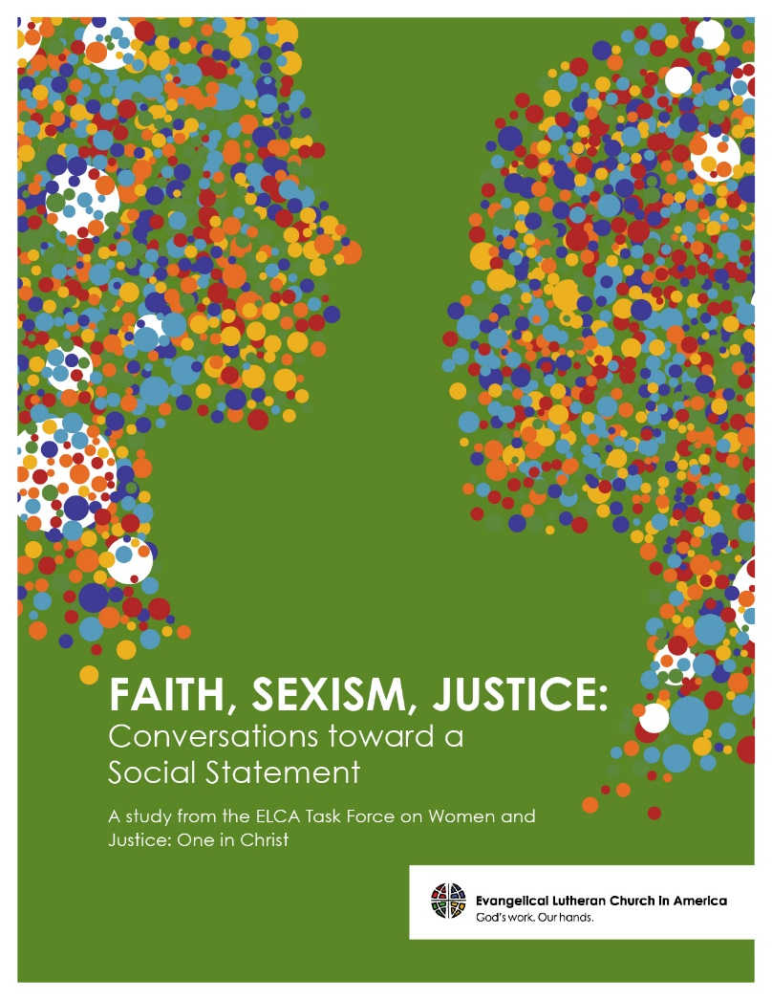 FAITH, SEXISM, JUSTICE:
Conversations toward a
Social Statement
A study from the ELCA Task Force on Women and
Justice: One in Christ
Evangelical Lutheran Church in America
God's work. Our hands.